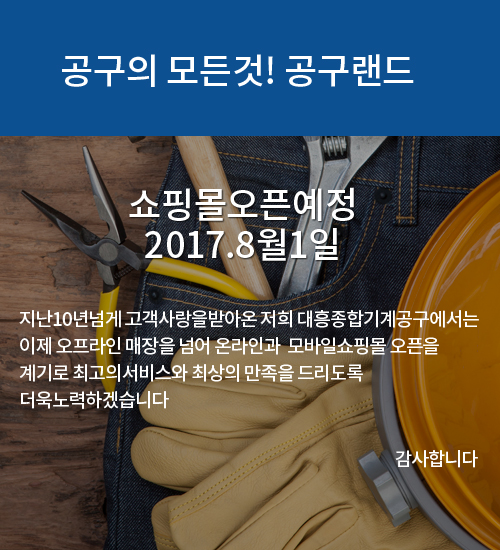 공구의 모든것! 공구랜드
쇼핑몰오픈예정
2017.8월1일
지난10년넘게 고객사랑을받아온 저희 대흥종합기계공구에서는
이제 오프라인 매장을 넘어 온라인과 모바일쇼핑몰 오픈을
계기로 최고의서비스와 최상의 만족을 드리도록
더욱노력하겠습니다
감사합니다